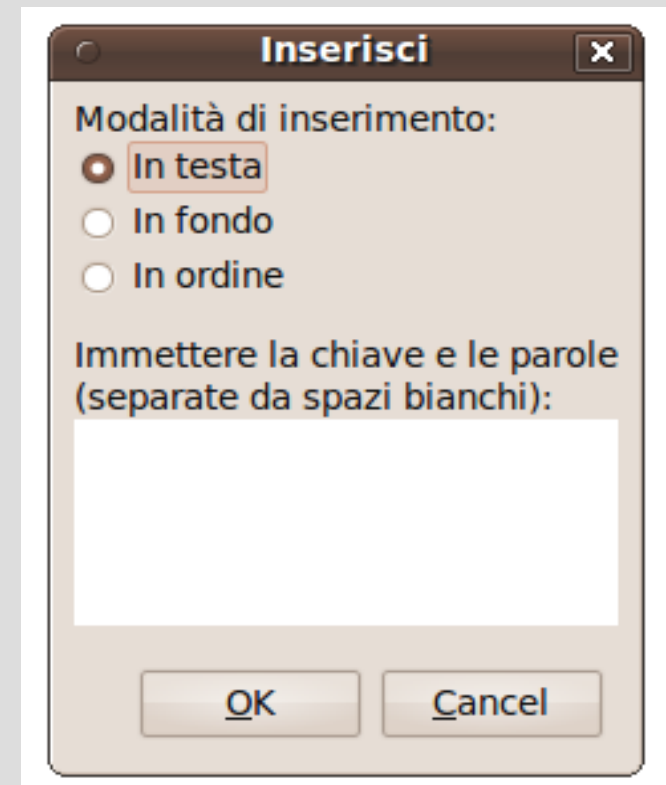 Inserisci
Modalità di inserimento:
In testa
In fondo
In ordine
Immettere la chiave e le parole
(separate da spazi bianchi):
OK
Cancel